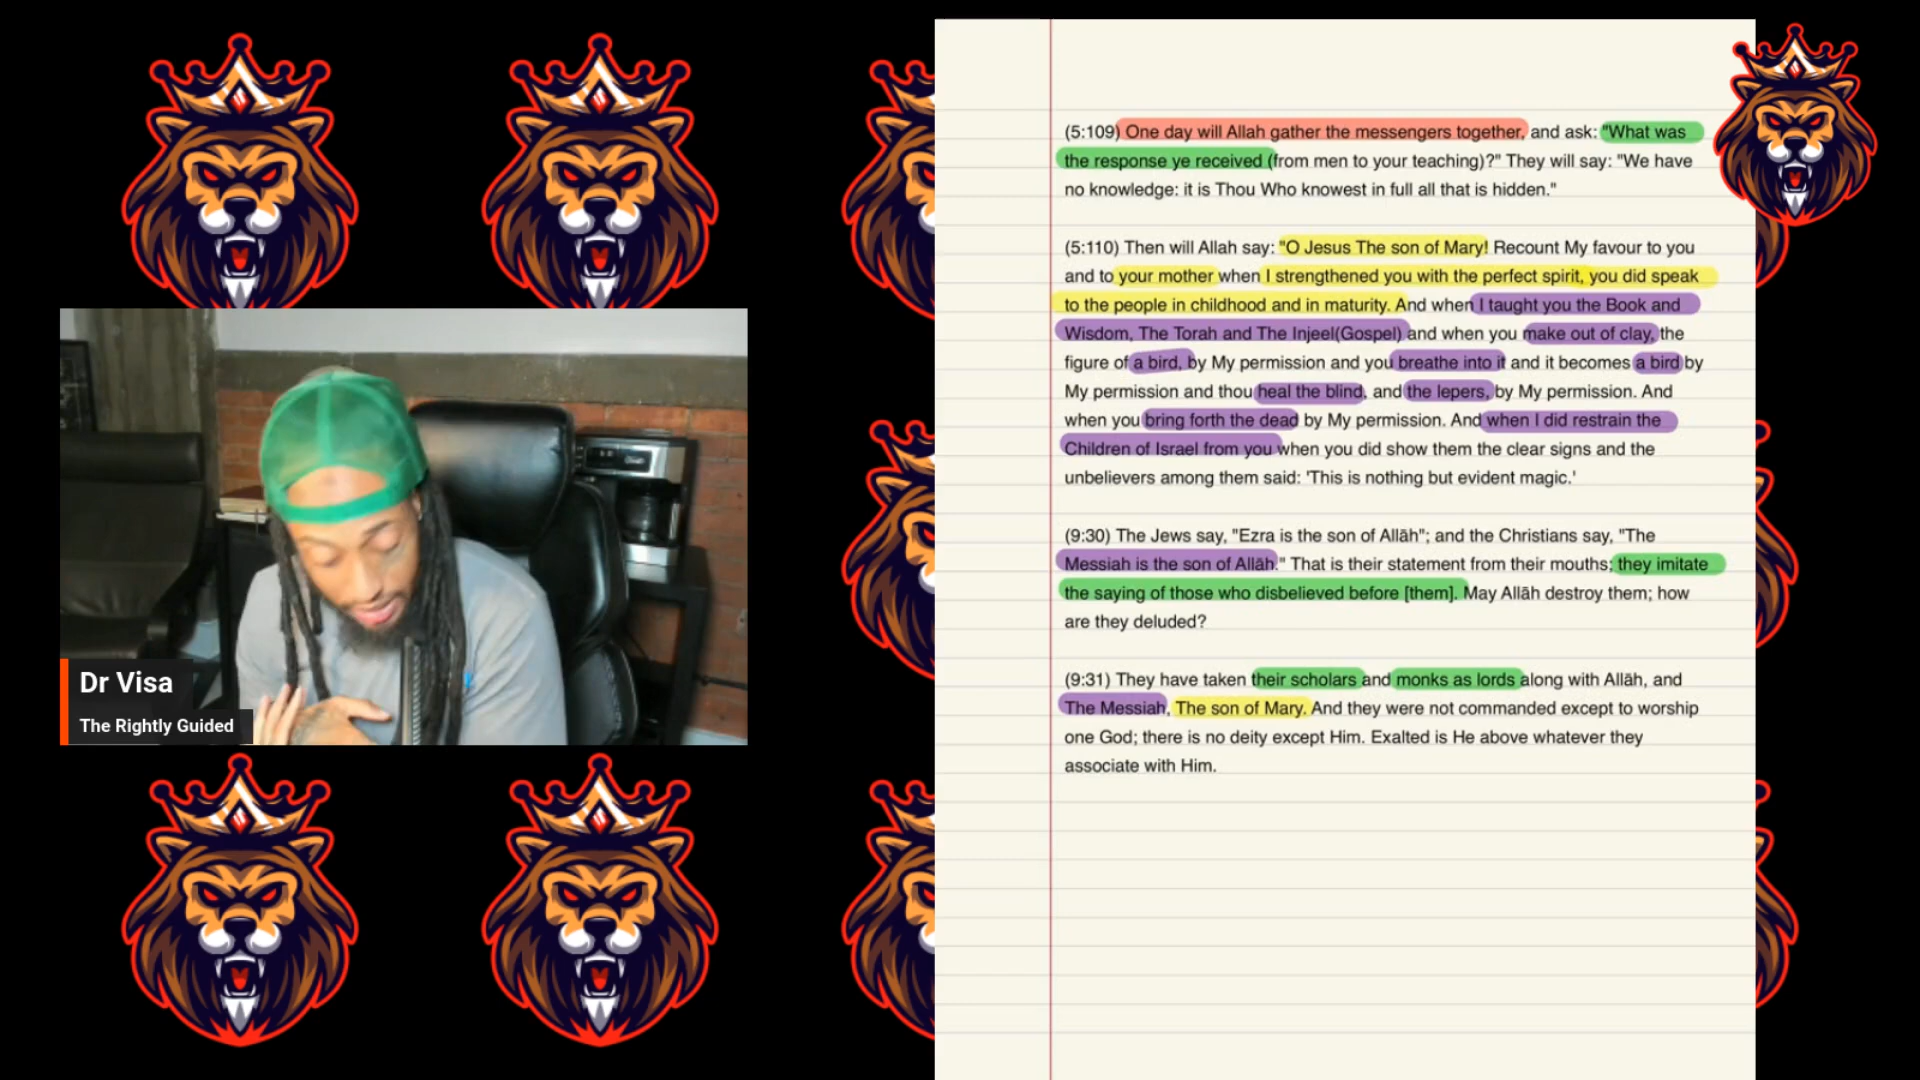 (5:109) One day will Allah gather the messengers together, and ask: "What was
the response ye received (from men to your teaching)?" They will say: "We have
no knowledge: it is Thou Who knowest in full all that is hidden."
(5:110) Then will Allah say: "O Jesus The son of Mary! Recount My favour to you
and to your mother when I strengthened you with the perfect spirit, you did speak
to the people in childhood and in maturity. And when I taught you the Book and
Wisdom, The Torah and The Injeel(Gospel) and when you make out of clay, the
figure of a bird, by My permission and you breathe into it and it becomes a bird by
My permission and thou heal the blind, and the lepers, by My permission. And
when you bring forth the dead by My permission. And when I did restrain the
Children of Israel from you when you did show them the clear signs and the
unbelievers among them said: 'This is nothing but evident magic.'
(9:30) The Jews say, "Ezra is the son of Allāh"; and the Christians say, "The
Messiah is the son of Allāh." That is their statement from their mouths; they imitate
the saying of those who disbelieved before [them]. May Allāh destroy them; how
are they deluded?
(9:31) They have taken their scholars and monks as lords along with Allāh, and
The Messiah, The son of Mary. And they were not commanded except to worship
one God; there is no deity except Him. Exalted is He above whatever they
associate with Him.
Dr Visa
The Rightly Guided